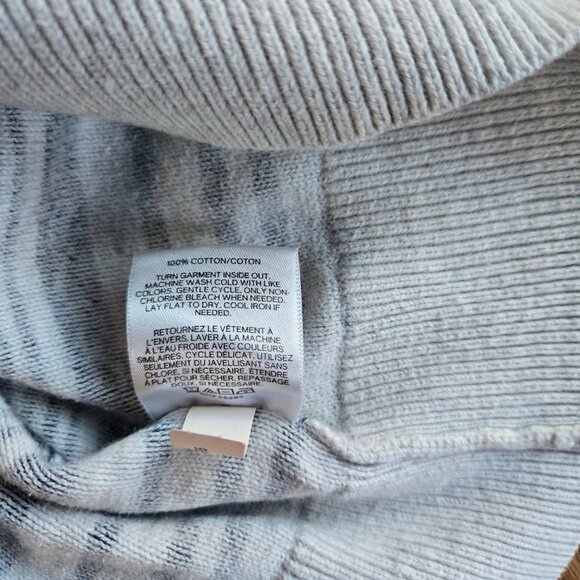 100% COTTON/COTON
TURN GARMENT INSIDE OUT,
MACHINE WASH COLD WITH LIKE
COLORS. GENTLE CYCLE. ONLY NON-
CHLORINE BLEACH WHEN NEEDED.
LAY FLAT TO DRY. COOL IRON IF
NEEDED.
RETOURNEZ LE VÊTEMENT À
L'ENVERS. LAVER À LA MACHINE
À L'EAU FROIDE AVEC COULEURS
SIMILAIRES, CYCLE DÉLICAT. UTILISEZ
SEULEMENT DU JAVELLISANT SANS
CHLORE, SI NÉCESSAIRE. ÉTENDRE
À PLAT POUR SÉCHER. REPASSAGE
DOUX, SI NÉCESSAIRE.